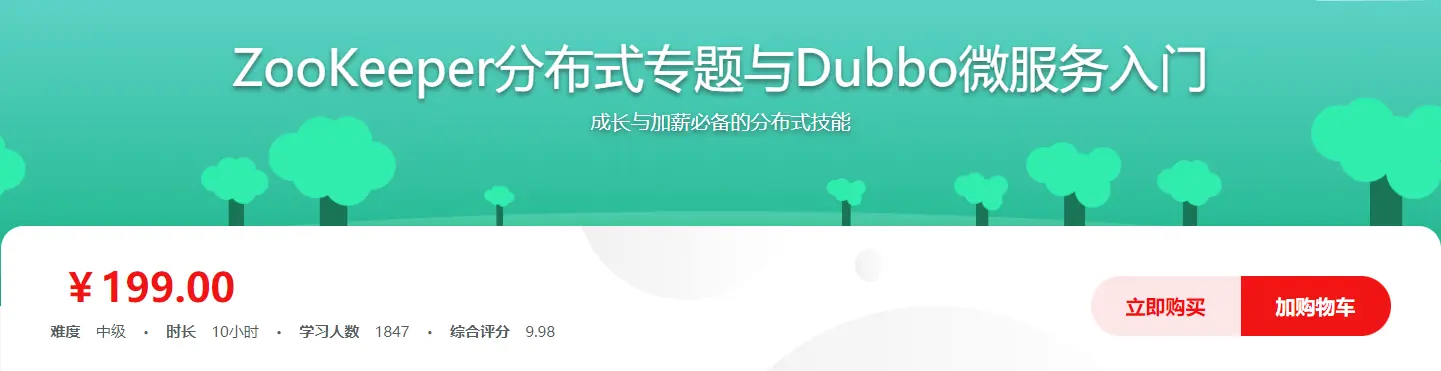 ZooKeeper分布式专题与Dubbo微服务入门
成长与加薪必备的分布式技能
￥199.00
难度 中级 · 时长 10小时 · 学习人数 1847 · 综合评分 9.98
立即购买 加购物车